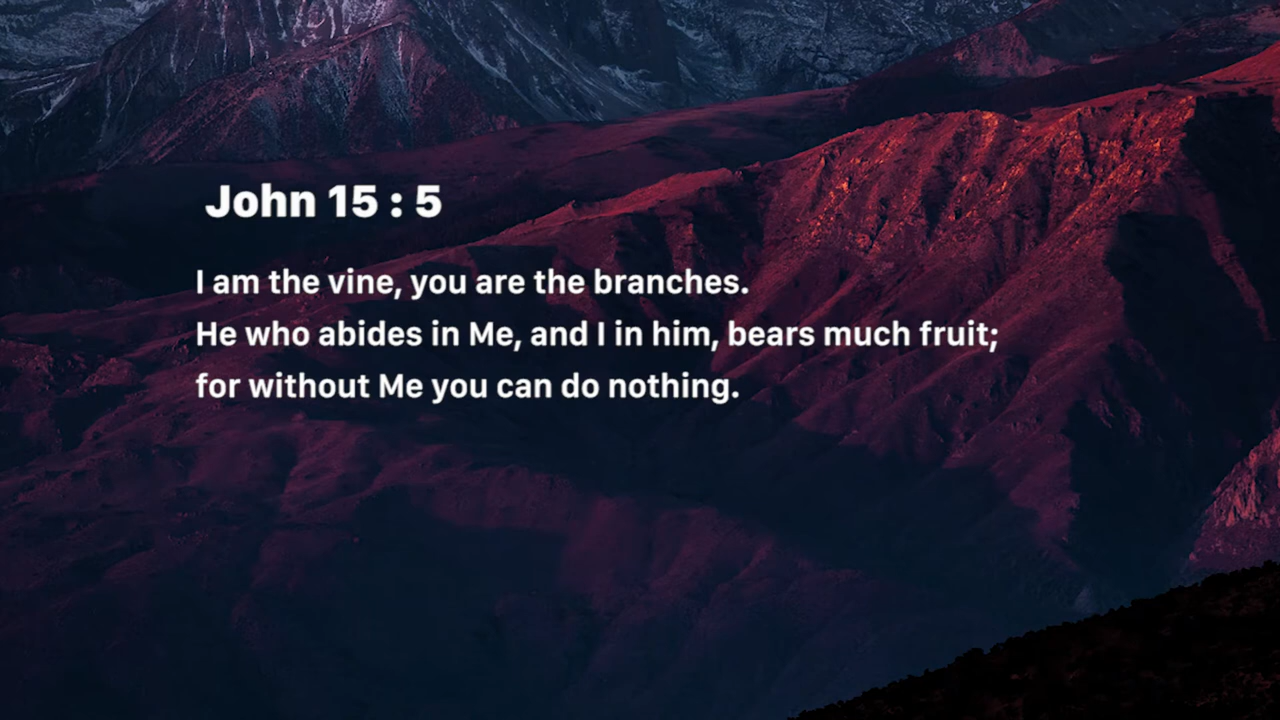 John 15 : 5
I am the vine, you are the branches.
He who abides in Me, and I in him, bears much fruit;
for without Me you can do nothing.